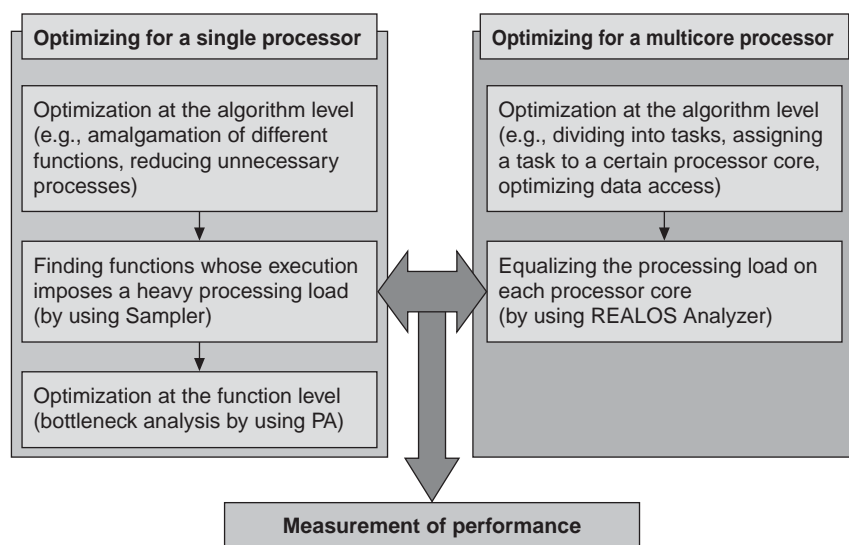 Optimizing for a single processor
Optimization at the algorithm level
(e.g., amalgamation of different
functions, reducing unnecessary
processes)
Finding functions whose execution
imposes a heavy processing load
(by using Sampler)
Optimization at the function level
(bottleneck analysis by using PA)
Optimizing for a multicore processor
Optimization at the algorithm level
(e.g., dividing into tasks, assigning
a task to a certain processor core,
optimizing data access)
Equalizing the processing load on
each processor core
(by using REALOS Analyzer)
Measurement of performance